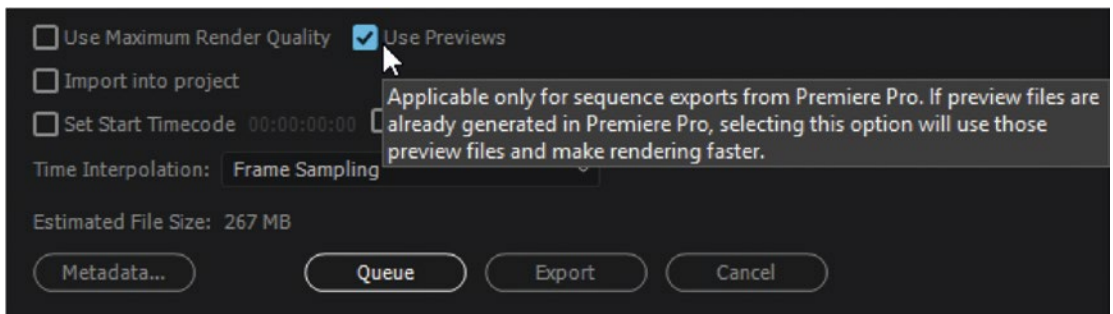 Use Maximum Render Quality Use Previews
Import into project
Applicable only for sequence exports from Premiere Pro. If preview files are
Set Start Timecode 00:00:00:00 already generated in Premiere Pro, selecting this option will use those
preview files and make rendering faster.
Time Interpolation: Frame Sampling
Estimated File Size: 267 MB
Metadata... Queue Export Cancel